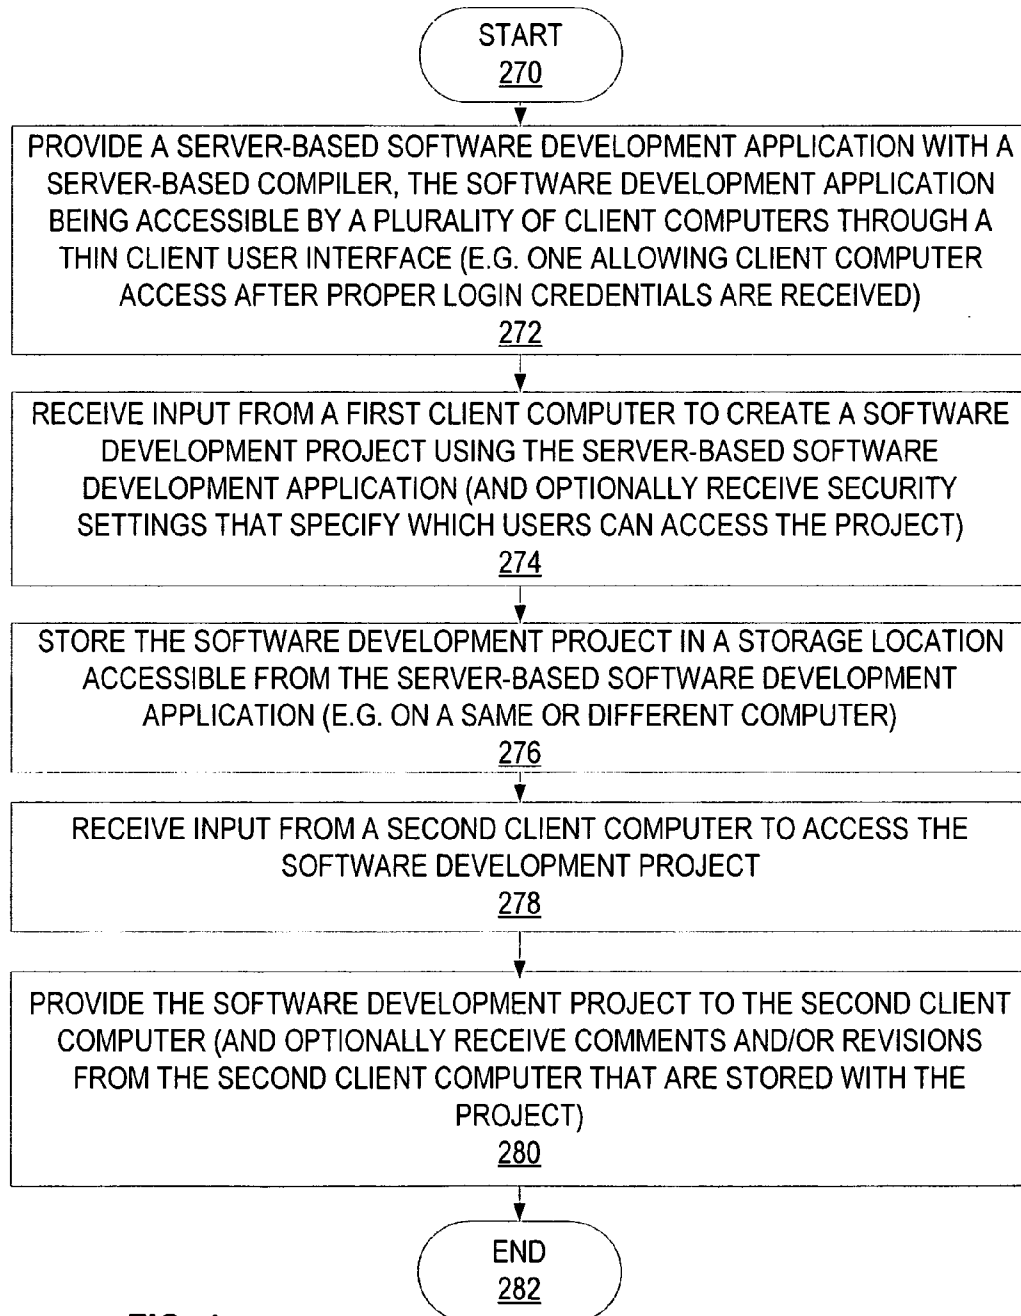 START
270
PROVIDE A SERVER-BASED SOFTWARE DEVELOPMENT APPLICATION WITH A
SERVER-BASED COMPILER, THE SOFTWARE DEVELOPMENT APPLICATION
BEING ACCESSIBLE BY A PLURALITY OF CLIENT COMPUTERS THROUGH A
THIN CLIENT USER INTERFACE (E.G. ONE ALLOWING CLIENT COMPUTER
ACCESS AFTER PROPER LOGIN CREDENTIALS ARE RECEIVED)
272
RECEIVE INPUT FROM A FIRST CLIENT COMPUTER TO CREATE A SOFTWARE
DEVELOPMENT PROJECT USING THE SERVER-BASED SOFTWARE
DEVELOPMENT APPLICATION (AND OPTIONALLY RECEIVE SECURITY
SETTINGS THAT SPECIFY WHICH USERS CAN ACCESS THE PROJECT)
274
STORE THE SOFTWARE DEVELOPMENT PROJECT IN A STORAGE LOCATION
ACCESSIBLE FROM THE SERVER-BASED SOFTWARE DEVELOPMENT
APPLICATION (E.G. ON A SAME OR DIFFERENT COMPUTER)
276
RECEIVE INPUT FROM A SECOND CLIENT COMPUTER TO ACCESS THE
SOFTWARE DEVELOPMENT PROJECT
278
PROVIDE THE SOFTWARE DEVELOPMENT PROJECT TO THE SECOND CLIENT
COMPUTER (AND OPTIONALLY RECEIVE COMMENTS AND/OR REVISIONS
FROM THE SECOND CLIENT COMPUTER THAT ARE STORED WITH THE
PROJECT)
280
END
282